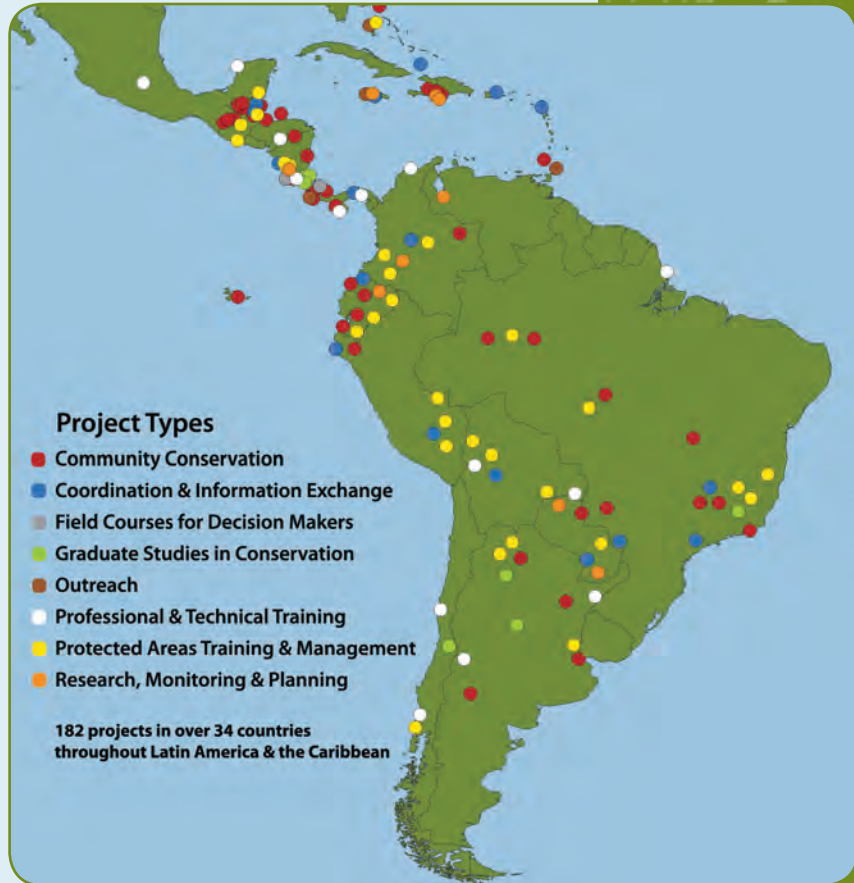 Project Types
Community Conservation
Coordination & Information Exchange
Field Courses for Decision Makers
Graduate Studies in Conservation
Outreach
Professional & Technical Training
Protected Areas Training & Management
Research, Monitoring & Planning
182 projects in over 34 countries
throughout Latin America & the Caribbean